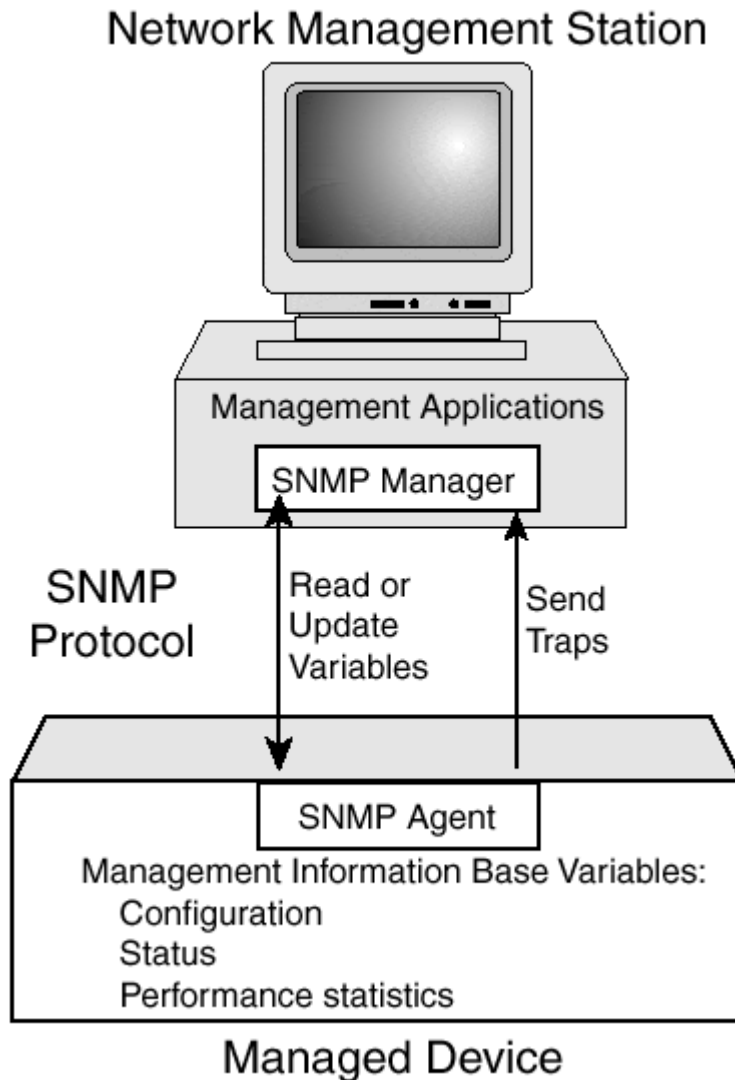 Network Management Station
Management Applications
SNMP Manager
SNMP
Protocol
Read or
Update
Variables
Send
Traps
SNMP Agent
Management Information Base Variables:
Configuration
Status
Performance statistics
Managed Device